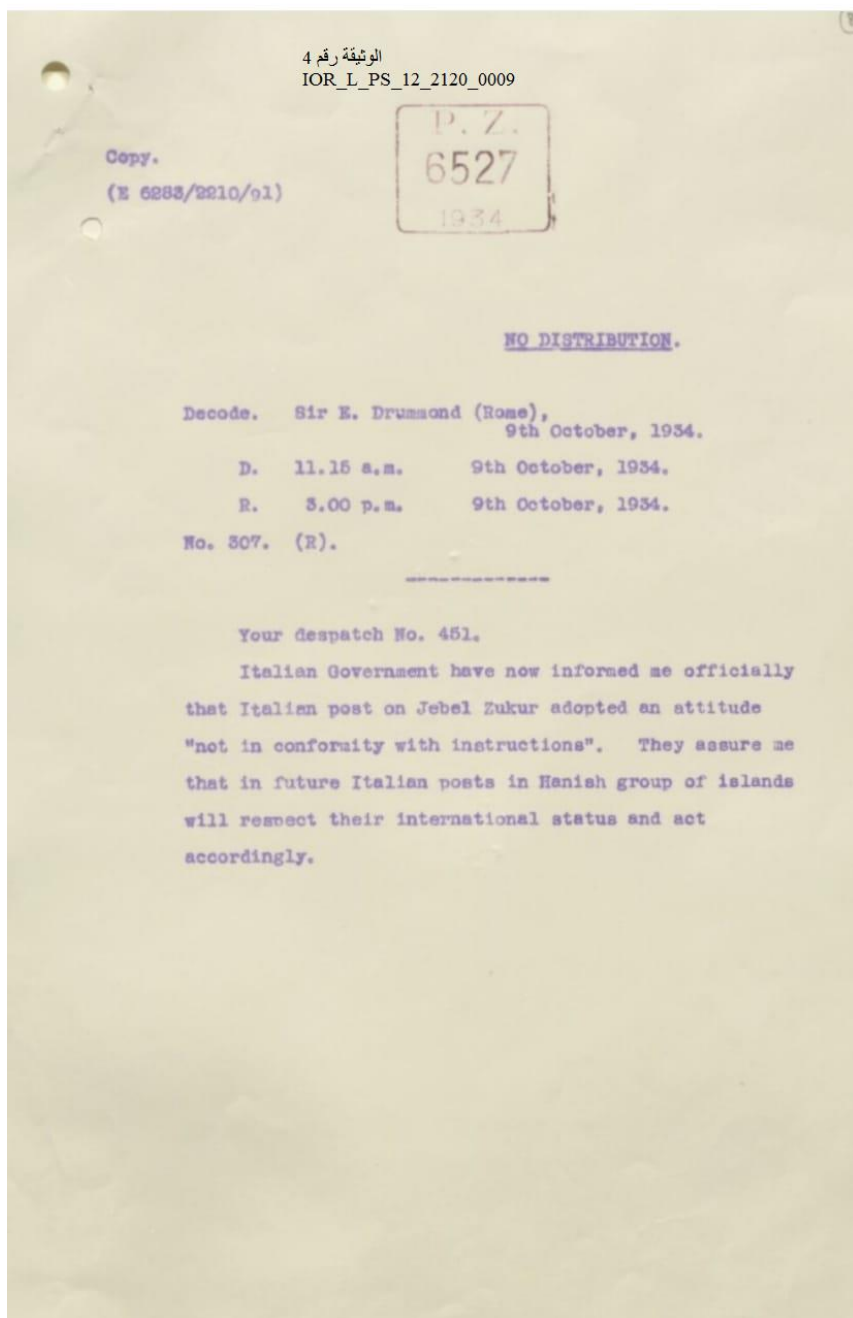 الوثيقة رقم 4
IOR_L_PS_12_2120_0009
P. Z.
6527
1934
Copy.
(E 6283/2210/91)
NO DISTRIBUTION.
Decode. Sir E. Drummond (Rome),
9th October, 1934.
D. 11.15 a.m. 9th October, 1934.
R. 3.00 p.m. 9th October, 1934.
No. 307. (R).
--------------
Your despatch No. 451.
Italian Government have now informed me officially
that Italian post on Jebel Zukur adopted an attitude
"not in conformity with instructions". They assure me
that in future Italian posts in Hanish group of islands
will respect their international status and act
accordingly.